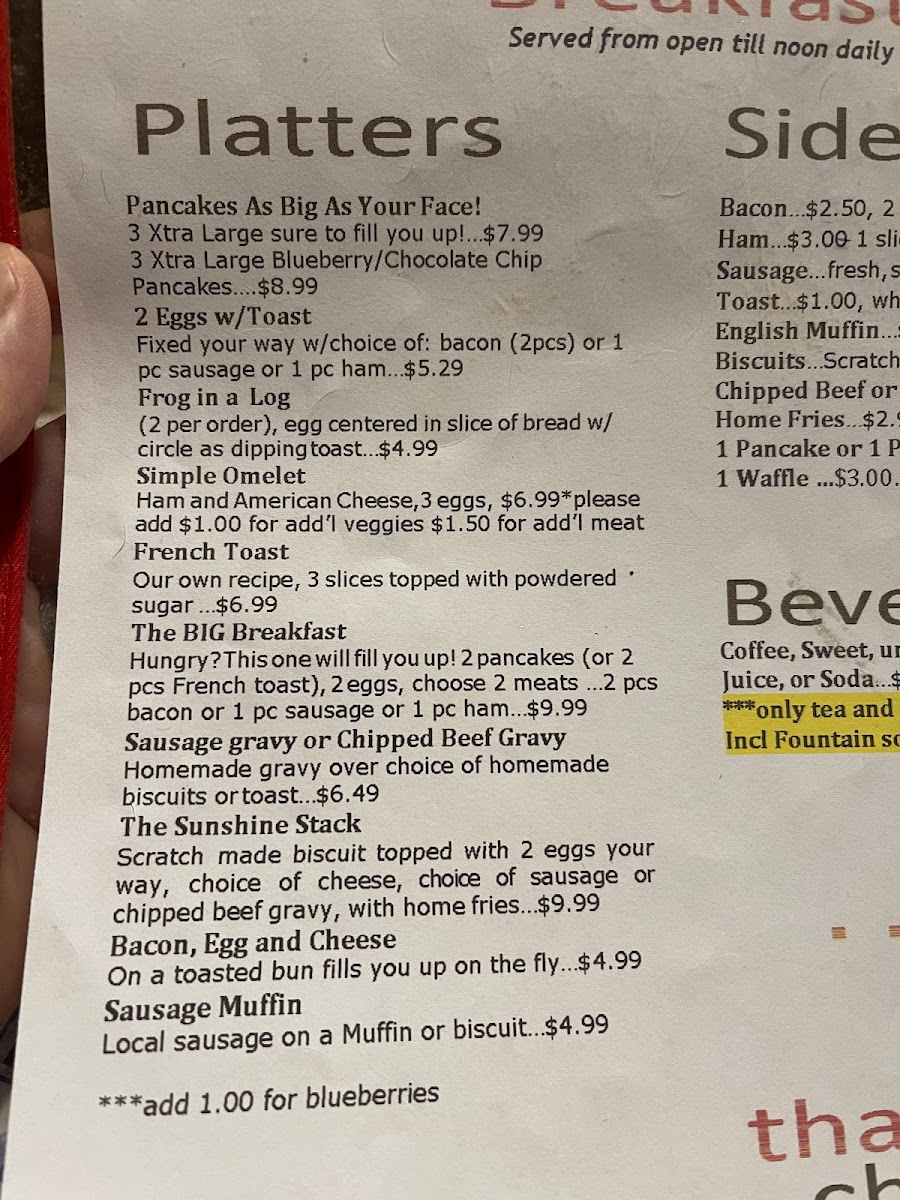 Breakfast
Served from open till noon daily
Platters
Pancakes As Big As Your Face!
3 Xtra Large sure to fill you up!...$7.99
3 Xtra Large Blueberry/Chocolate Chip
Pancakes....$8.99
2 Eggs w/Toast
Fixed your way w/choice of: bacon (2pcs) or 1
pc sausage or 1 pc ham...$5.29
Frog in a Log
(2 per order), egg centered in slice of bread w/
circle as dipping toast...$4.99
Simple Omelet
Ham and American Cheese,3 eggs, $6.99*please
add $1.00 for add'l veggies $1.50 for add'l meat
French Toast
Our own recipe, 3 slices topped with powdered
sugar ...$6.99
The BIG Breakfast
Hungry? This one will fill you up! 2 pancakes (or 2
pcs French toast), 2 eggs, choose 2 meats ...2 pcs
bacon or 1 pc sausage or 1 pc ham...$9.99
Sausage gravy or Chipped Beef Gravy
Homemade gravy over choice of homemade
biscuits or toast...$6.49
The Sunshine Stack
Scratch made biscuit topped with 2 eggs your
way, choice of cheese, choice of sausage or
chipped beef gravy, with home fries...$9.99
Bacon, Egg and Cheese
On a toasted bun fills you up on the fly...$4.99
Sausage Muffin
Local sausage on a Muffin or biscuit...$4.99
***add 1.00 for blueberries
Side
Bacon...$2.50, 2
Ham...$3.00 1 sli
Sausage...fresh, s
Toast...$1.00, wh
English Muffin...
Biscuits...Scratch
Chipped Beef or
Home Fries...$2.
1 Pancake or 1 P
1 Waffle ...$3.00.
Beve
Coffee, Sweet, un
Juice, or Soda...$
***only tea and
Incl Fountain so
tha
ch